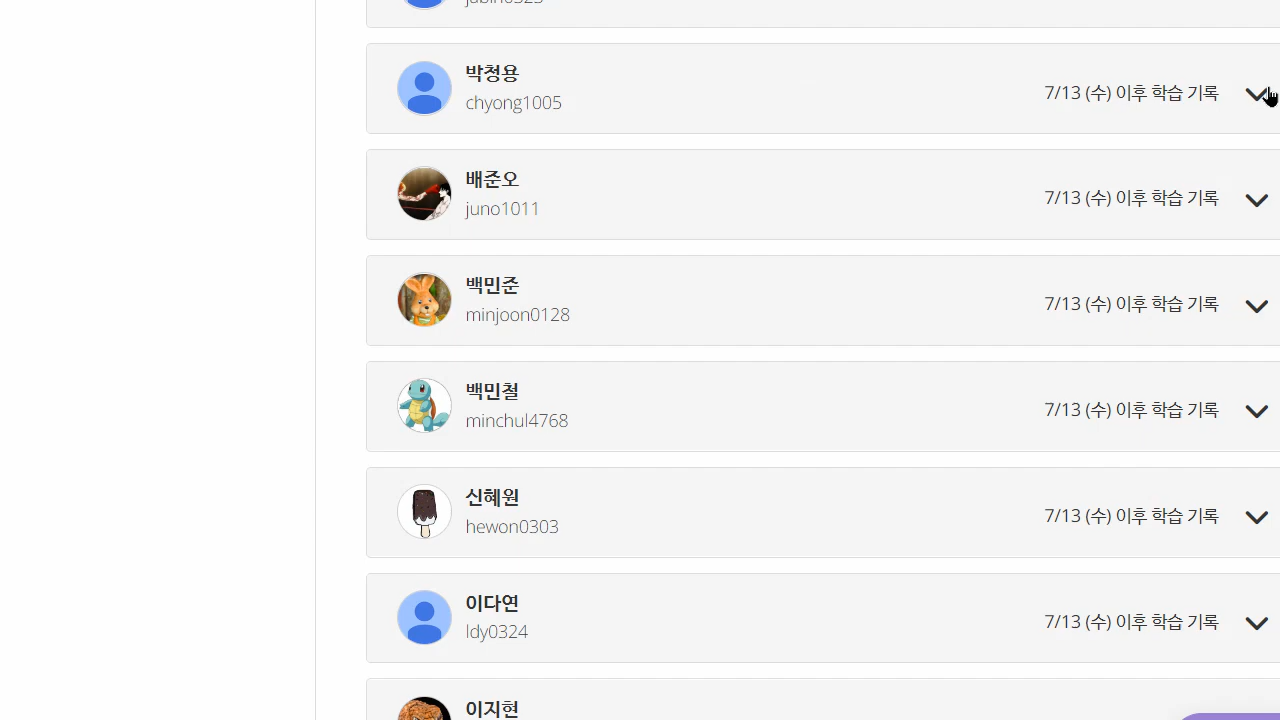 박청용
chyong1005
7/13 (수) 이후 학습 기록
배준오
juno1011
7/13 (수) 이후 학습 기록
백민준
minjoon0128
7/13 (수) 이후 학습 기록
백민철
minchul4768
7/13 (수) 이후 학습 기록
신혜원
hewon0303
7/13 (수) 이후 학습 기록
이다연
ldy0324
7/13 (수) 이후 학습 기록
이지현